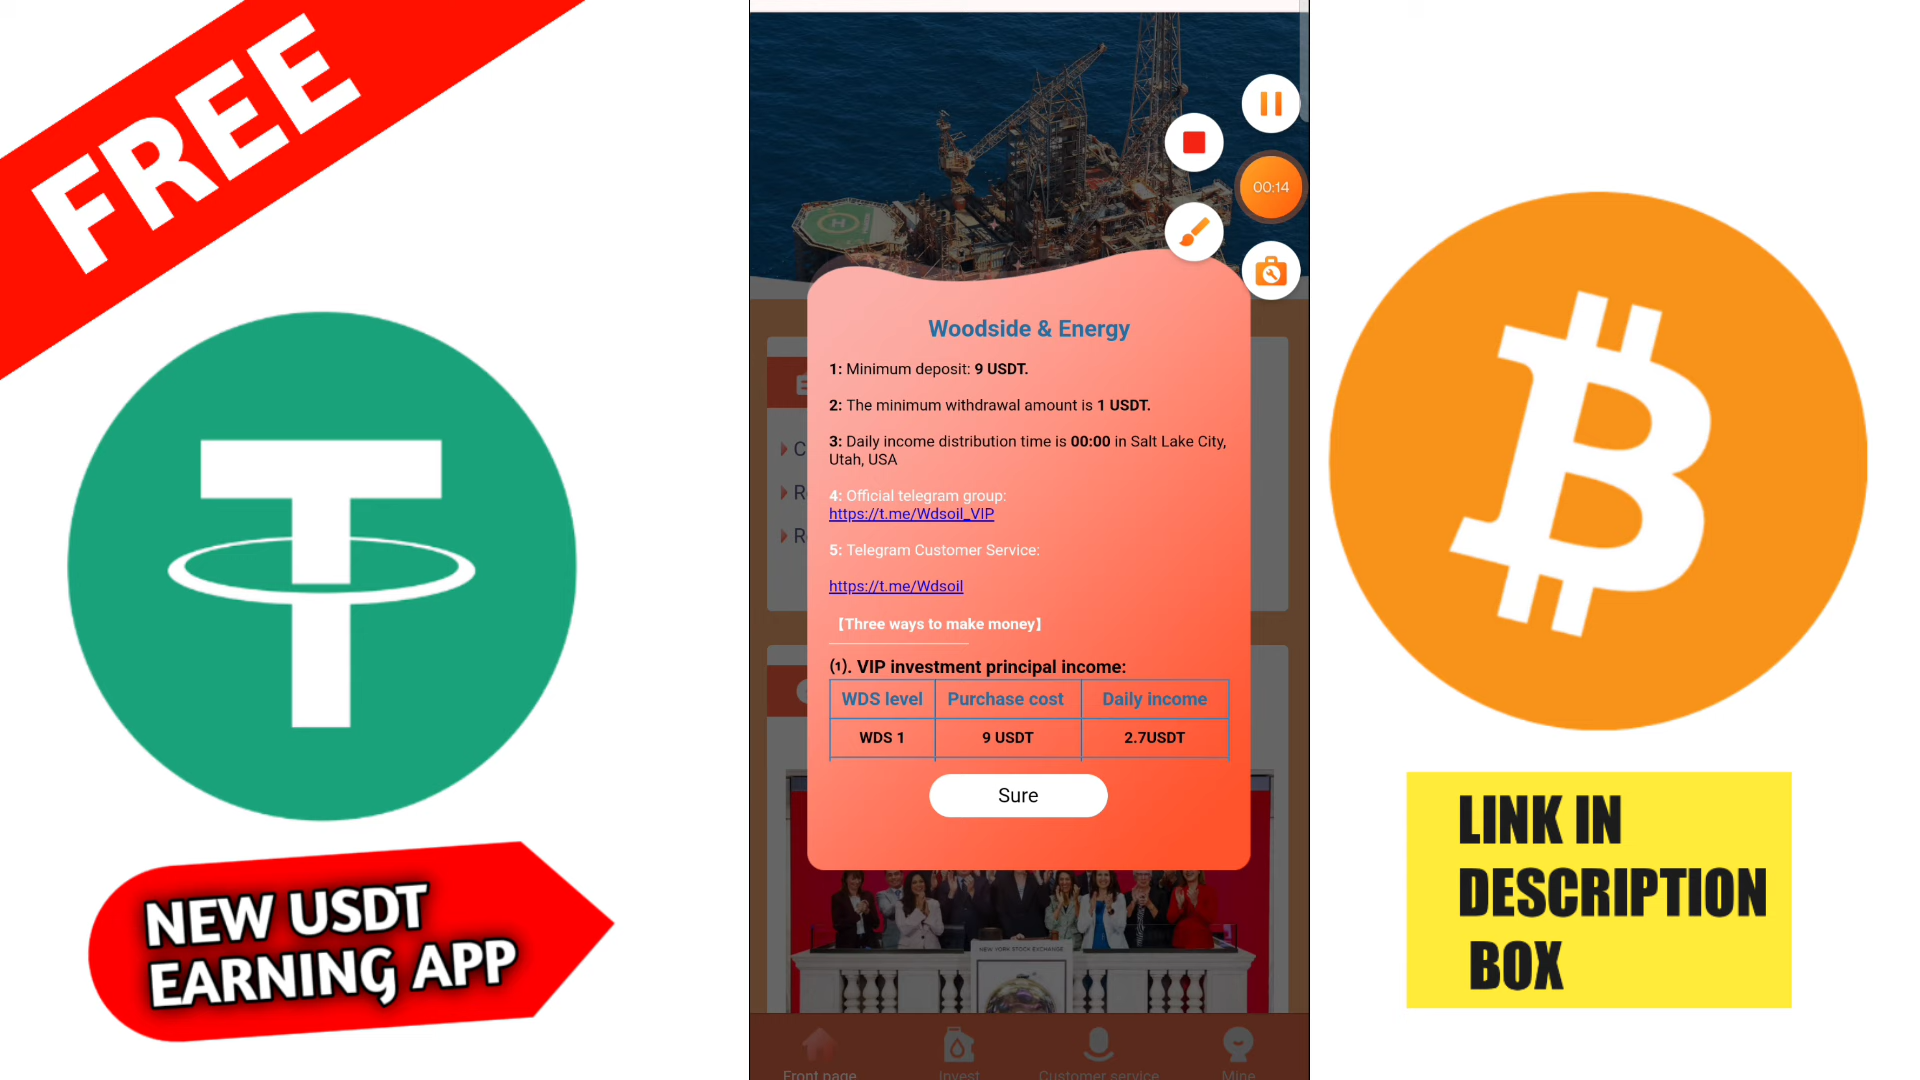 FREE
NEW USDT
EARNING APP
00:14
Woodside & Energy
1: Minimum deposit: 9 USDT.
2: The minimum withdrawal amount is 1 USDT.
3: Daily income distribution time is 00:00 in Salt Lake City,
Utah, USA
4: Official telegram group:
https://t.me/Wdsoil_VIP
5: Telegram Customer Service:
https://t.me/Wdsoil
【Three ways to make money】
(1). VIP investment principal income:
WDS level Purchase cost Daily income
WDS 1 9 USDT 2.7USDT
Sure
C
R
R
NEW YORK STOCK EXCHANGE
Front page Invest Customer service Mine
LINK IN
DESCRIPTION
BOX